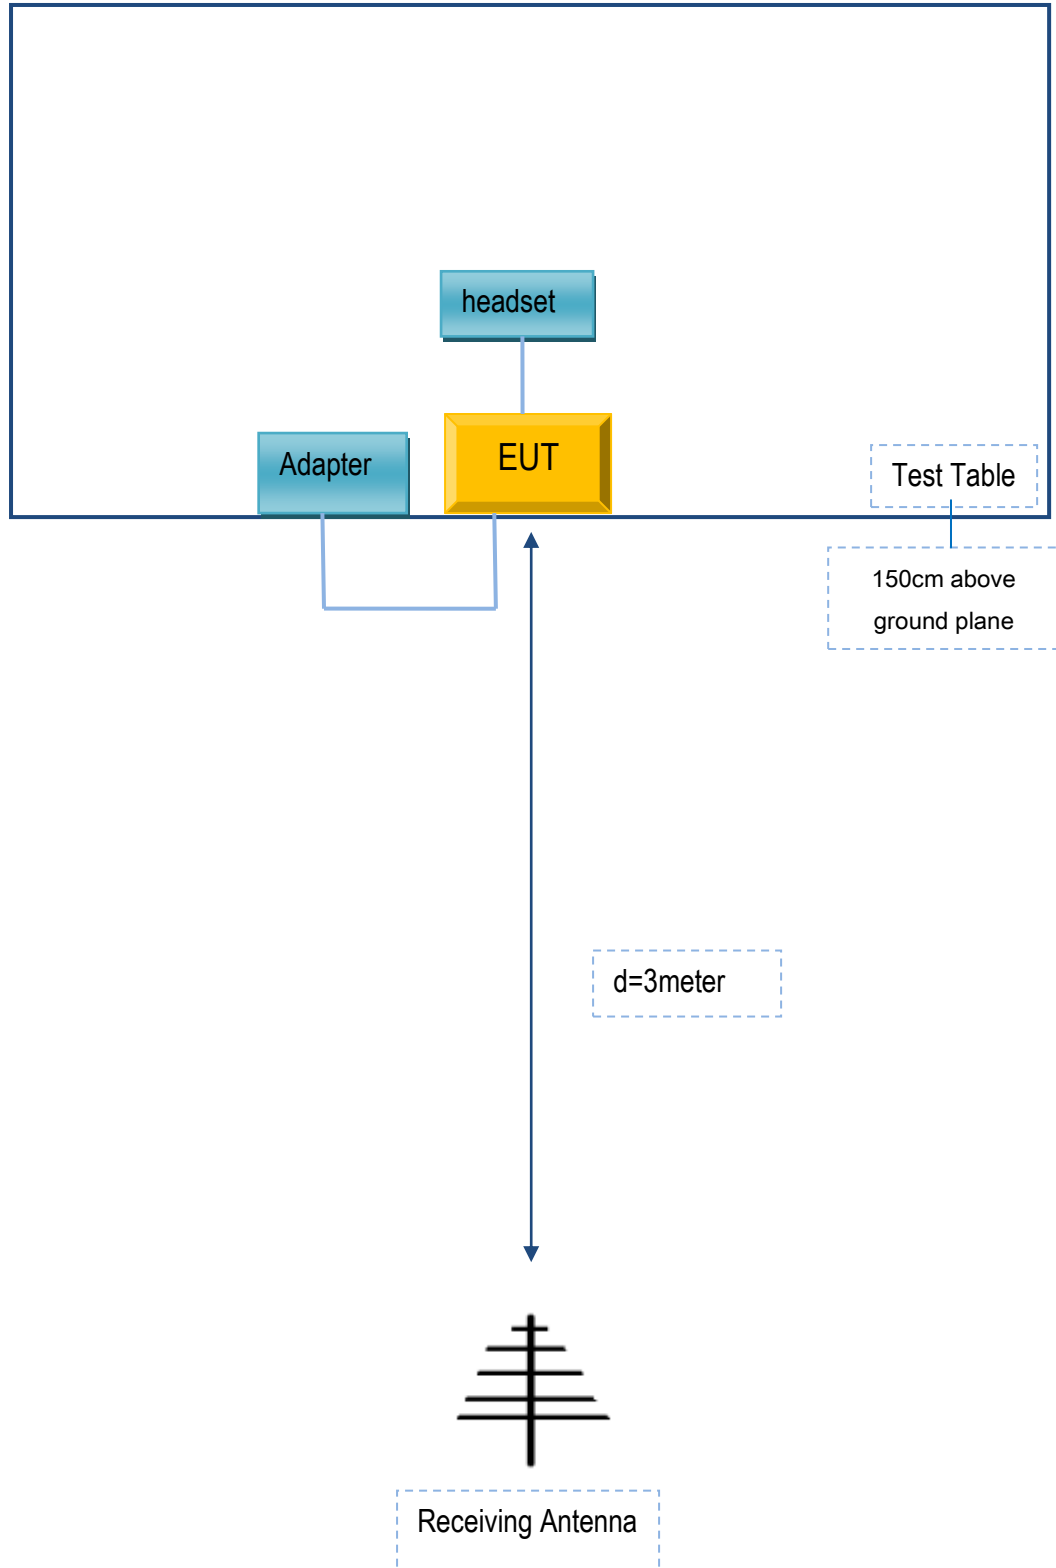 headset
Adapter
EUT
Test Table
150cm above
ground plane
d=3meter
Receiving Antenna